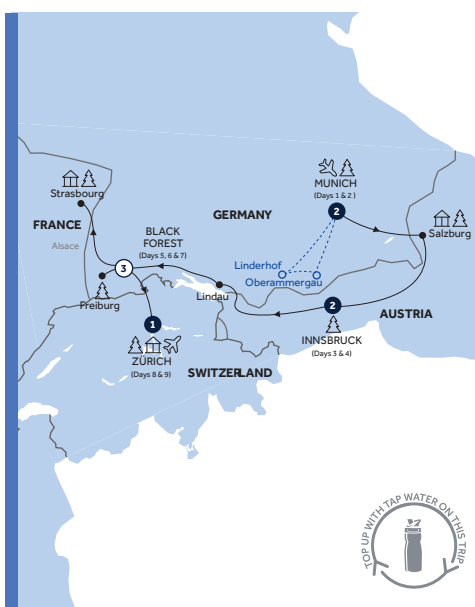 Strasbourg
FRANCE
Alsace
BLACK
FOREST
(Days 5, 6 & 7)
GERMANY
MUNICH
(Days 1 & 2 )
2
Salzburg
Linderhof
Oberammergau
3
Freiburg
Lindau
2
INNSBRUCK
(Days 3 & 4)
AUSTRIA
1
ZÜRICH
(Days 8 & 9)
SWITZERLAND
TOP UP WITH TAP WATER ON THIS TRIP